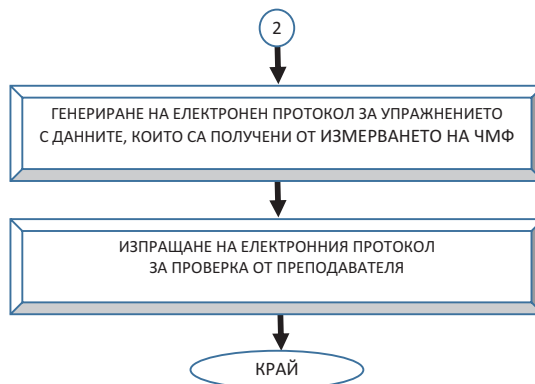 2
ГЕНЕРИРАНЕ НА ЕЛЕКТРОНЕН ПРОТОКОЛ ЗА УПРАЖНЕНИЕТО
С ДАННИТЕ, КОИТО СА ПОЛУЧЕНИ ОТ ИЗМЕРВАНЕТО НА ЧМФ
ИЗПРАЩАНЕ НА ЕЛЕКТРОННИЯ ПРОТОКОЛ
ЗА ПРОВЕРКА ОТ ПРЕПОДАВАТЕЛЯ
КРАЙ